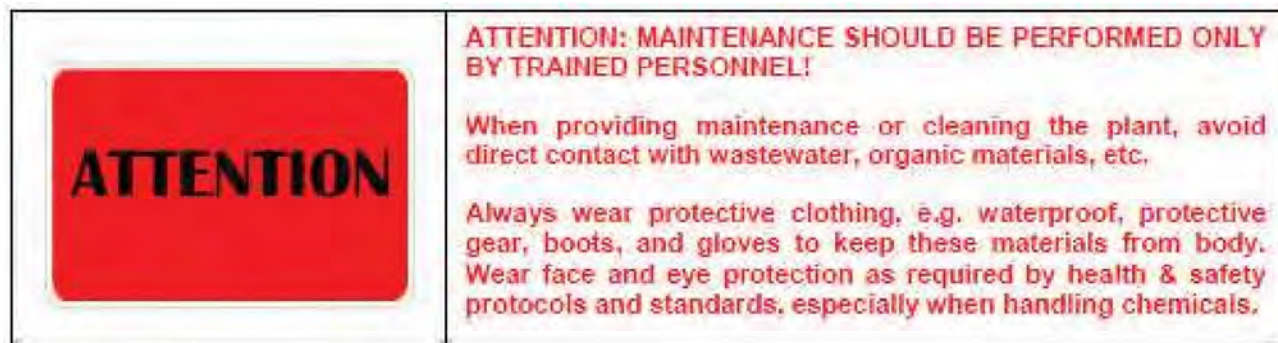 ATTENTION
ATTENTION: MAINTENANCE SHOULD BE PERFORMED ONLY
BY TRAINED PERSONNEL!
When providing maintenance or cleaning the plant, avoid
direct contact with wastewater, organic materials, etc.
Always wear protective clothing, e.g. waterproof, protective
gear, boots, and gloves to keep these materials from body.
Wear face and eye protection as required by health & safety
protocols and standards, especially when handling chemicals.